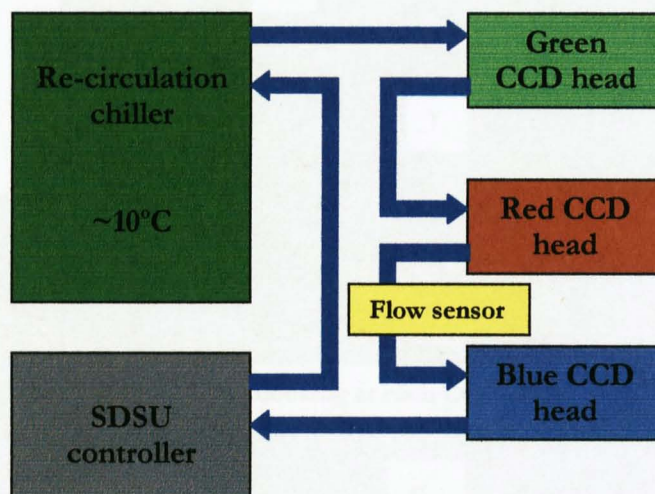 Re-circulation
chiller
~10°C
Green
CCD head
Red CCD
head
Flow sensor
Blue CCD
head
SDSU
controller